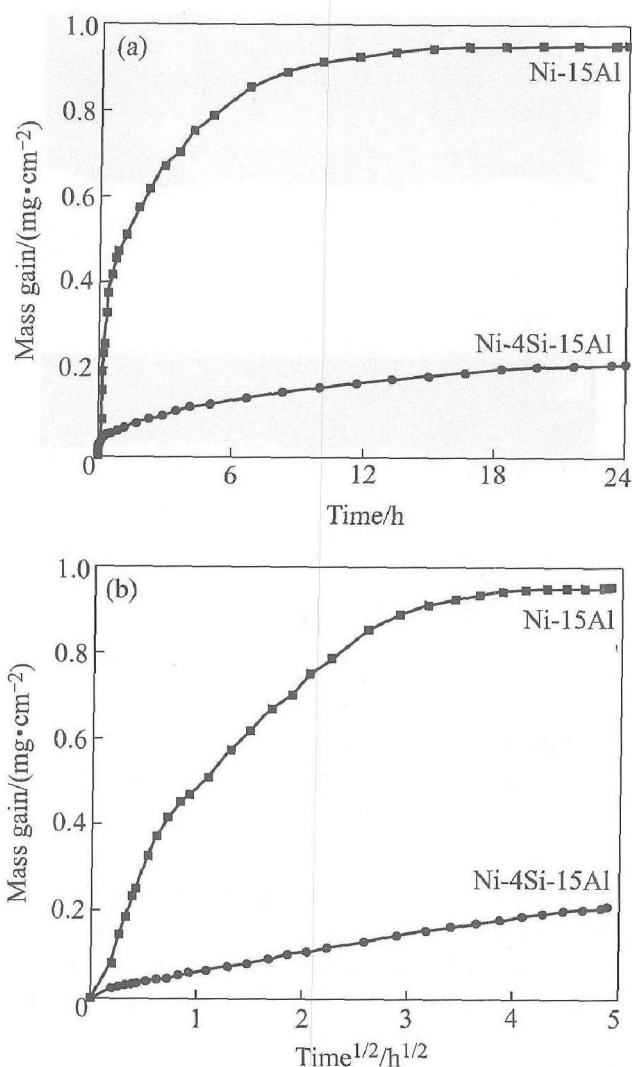 1.0
(a)
Ni-15Al
0.8
0.6
0.4
Ni-4Si-15Al
0.2
0
6
12
18
24
Mass gain/(mg•cm⁻²)
Time/h
1.0
(b)
Ni-15Al
0.8
0.6
0.4
Ni-4Si-15Al
0.2
0
1
2
3
4
5
Mass gain/(mg•cm⁻²)
Time^1/2/h^1/2